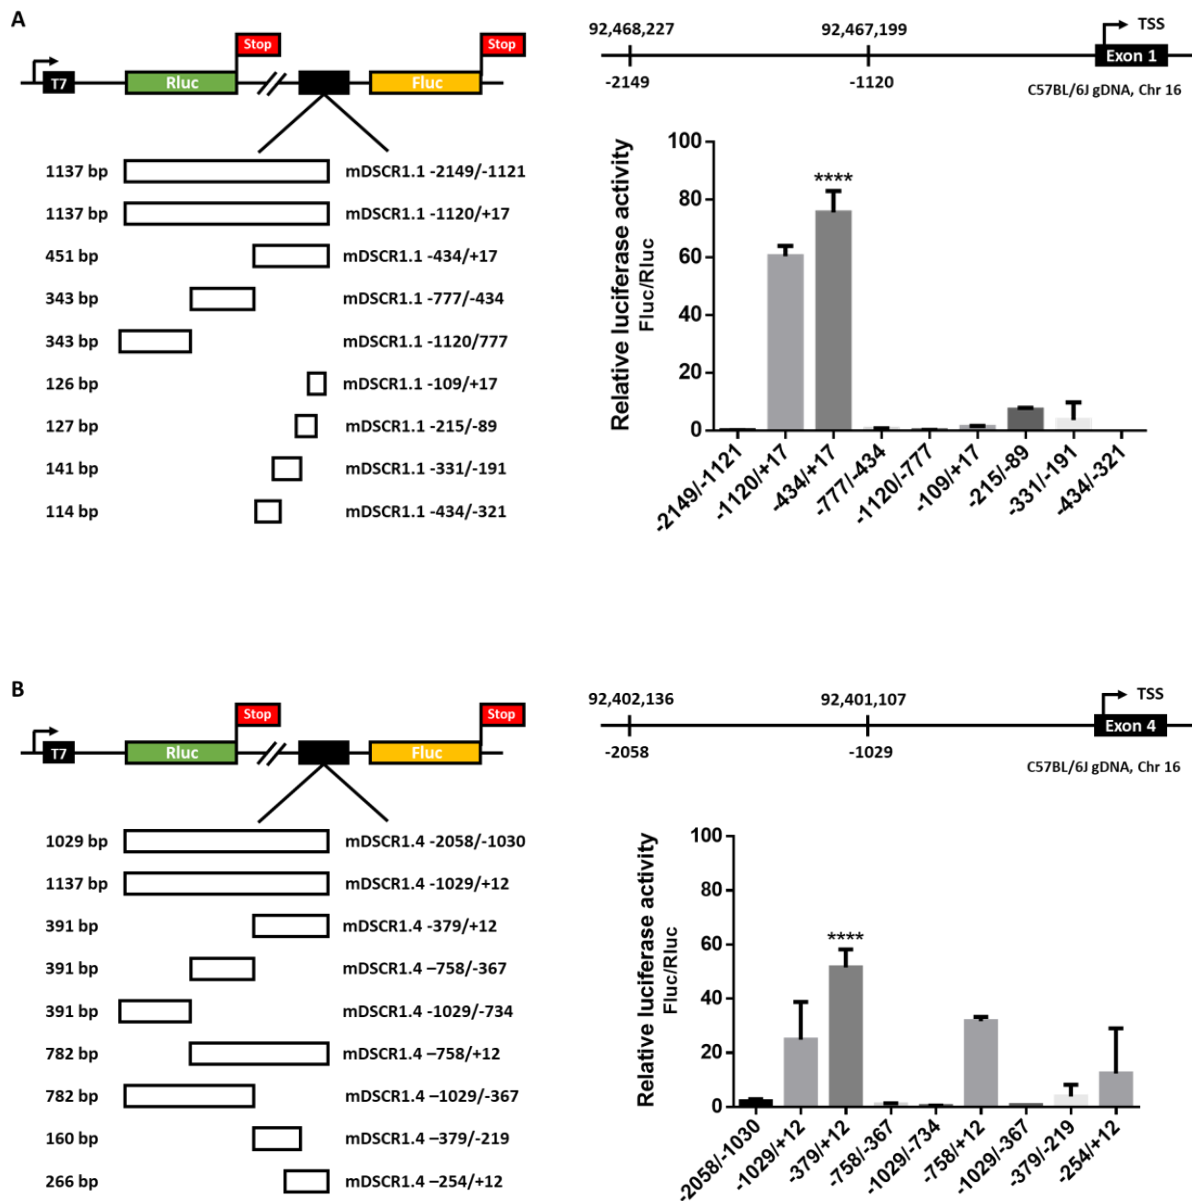 A
Stop
Stop
T7
Rluc
Fluc
1137 bp mDSCR1.1 -2149/-1121
1137 bp mDSCR1.1 -1120/+17
451 bp mDSCR1.1 -434/+17
343 bp mDSCR1.1 -777/-434
343 bp mDSCR1.1 -1120/777
126 bp mDSCR1.1 -109/+17
127 bp mDSCR1.1 -215/-89
141 bp mDSCR1.1 -331/-191
114 bp mDSCR1.1 -434/-321
92,468,227
92,467,199
TSS
Exon 1
-2149
-1120
C57BL/6J gDNA, Chr 16
Relative luciferase activity
Fluc/Rluc
100
80
60
40
20
0
****
-2149/-1121
-1120/+17
-434/+17
-777/-434
-1120/-777
-109/+17
-215/-89
-331/-191
-434/-321
B
Stop
Stop
T7
Rluc
Fluc
1029 bp mDSCR1.4 -2058/-1030
1137 bp mDSCR1.4 -1029/+12
391 bp mDSCR1.4 -379/+12
391 bp mDSCR1.4 –758/-367
391 bp mDSCR1.4 -1029/-734
782 bp mDSCR1.4 –758/+12
782 bp mDSCR1.4 –1029/-367
160 bp mDSCR1.4 –379/-219
266 bp mDSCR1.4 –254/+12
92,402,136
92,401,107
TSS
Exon 4
-2058
-1029
C57BL/6J gDNA, Chr 16
Relative luciferase activity
Fluc/Rluc
100
80
60
40
20
0
****
-2058/-1030
-1029/+12
-379/+12
-758/-367
-1029/-734
-758/+12
-1029/-367
-379/-219
-254/+12